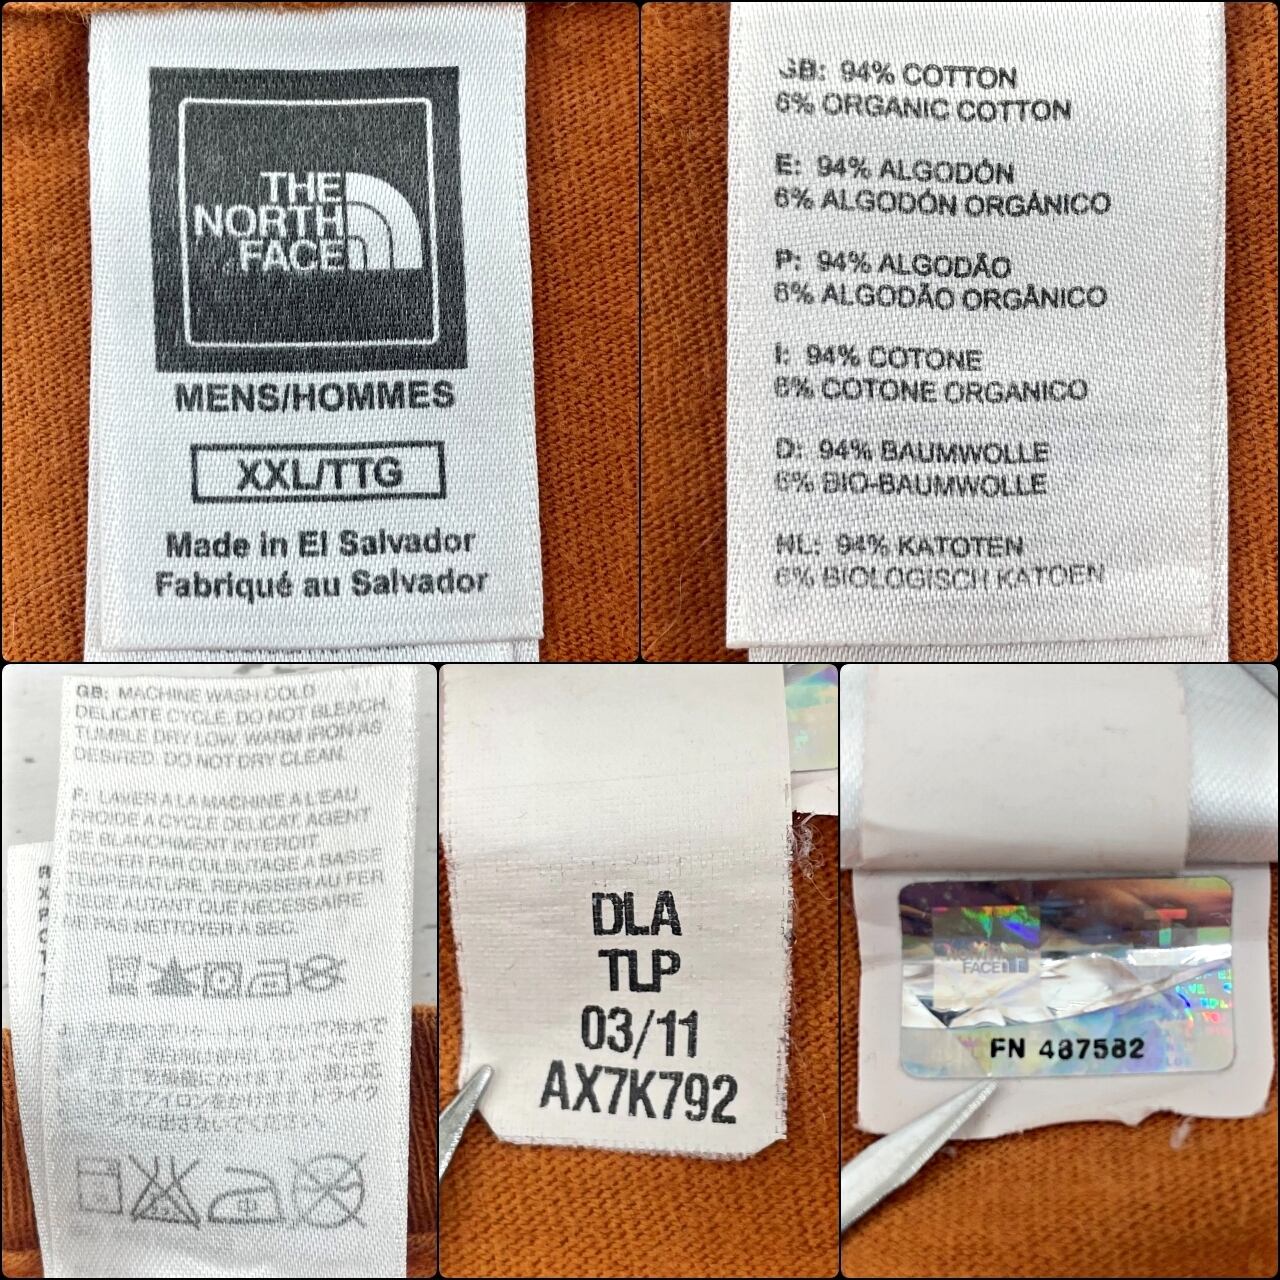 THE
NORTH
FACE
MENS/HOMMES
XXL/TTG
Made in El Salvador
Fabriqué au Salvador
GB: 94% COTTON
6% ORGANIC COTTON
E: 94% ALGODÓN
6% ALGODÓN ORGÁNICO
P: 94% ALGODÃO
6% ALGODÃO ORGÂNICO
I: 94% COTONE
6% COTONE ORGANICO
D: 94% BAUMWOLLE
6% BIO-BAUMWOLLE
NL: 94% KATOTEN
6% BIOLOGISCH KATOEN
GB: MACHINE WASH COLD
DELICATE CYCLE. DO NOT BLEACH.
TUMBLE DRY LOW. WARM IRON AS
DESIRED. DO NOT DRY CLEAN.
F: LAVER A LA MACHINE A L'EAU
FROIDE A CYCLE DELICAT. AGENT
DE BLANCHIMENT INTERDIT
SECHER PAR CULBUTAGE A BASSE
TEMPERATURE. REPASSER AU FER
TIEDE AUTANT QUE NECESSAIRE
NE PAS NETTOYER A SEC.
DLA
TLP
03/11
AX7K792
NORTH
FACE
FN 487582